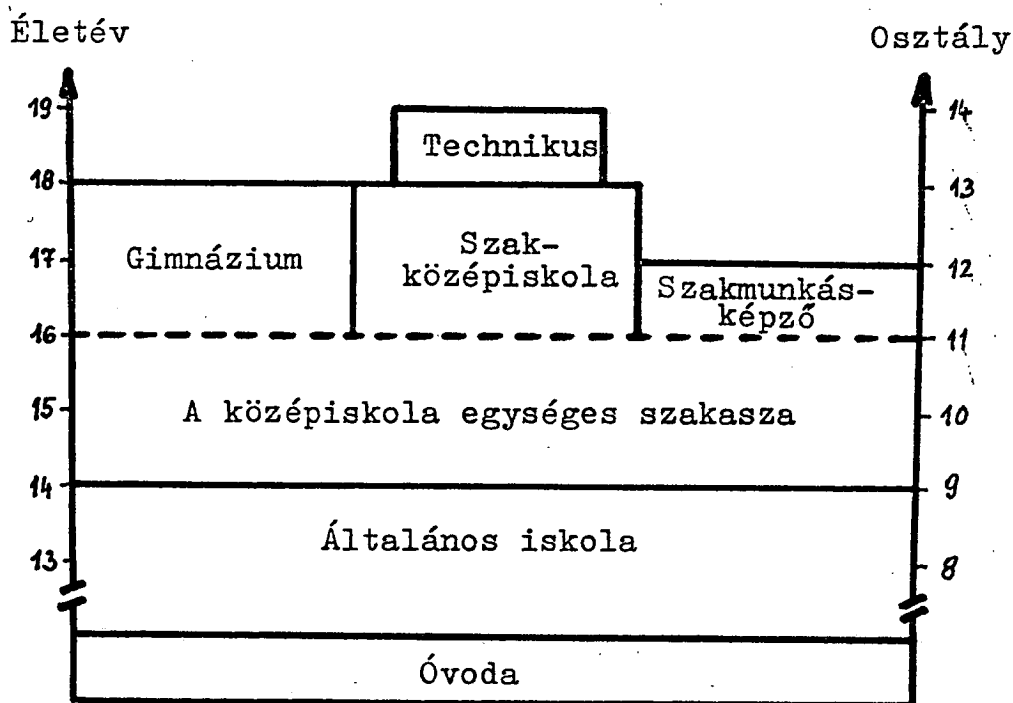 Életév
Osztály
19
14
Technikus
18
13
Gimnázium
Szak-
középiskola
17
12
Szakmunkás-
képző
16
11
A középiskola egységes szakasza
15
10
14
9
Általános iskola
13
8
Óvoda